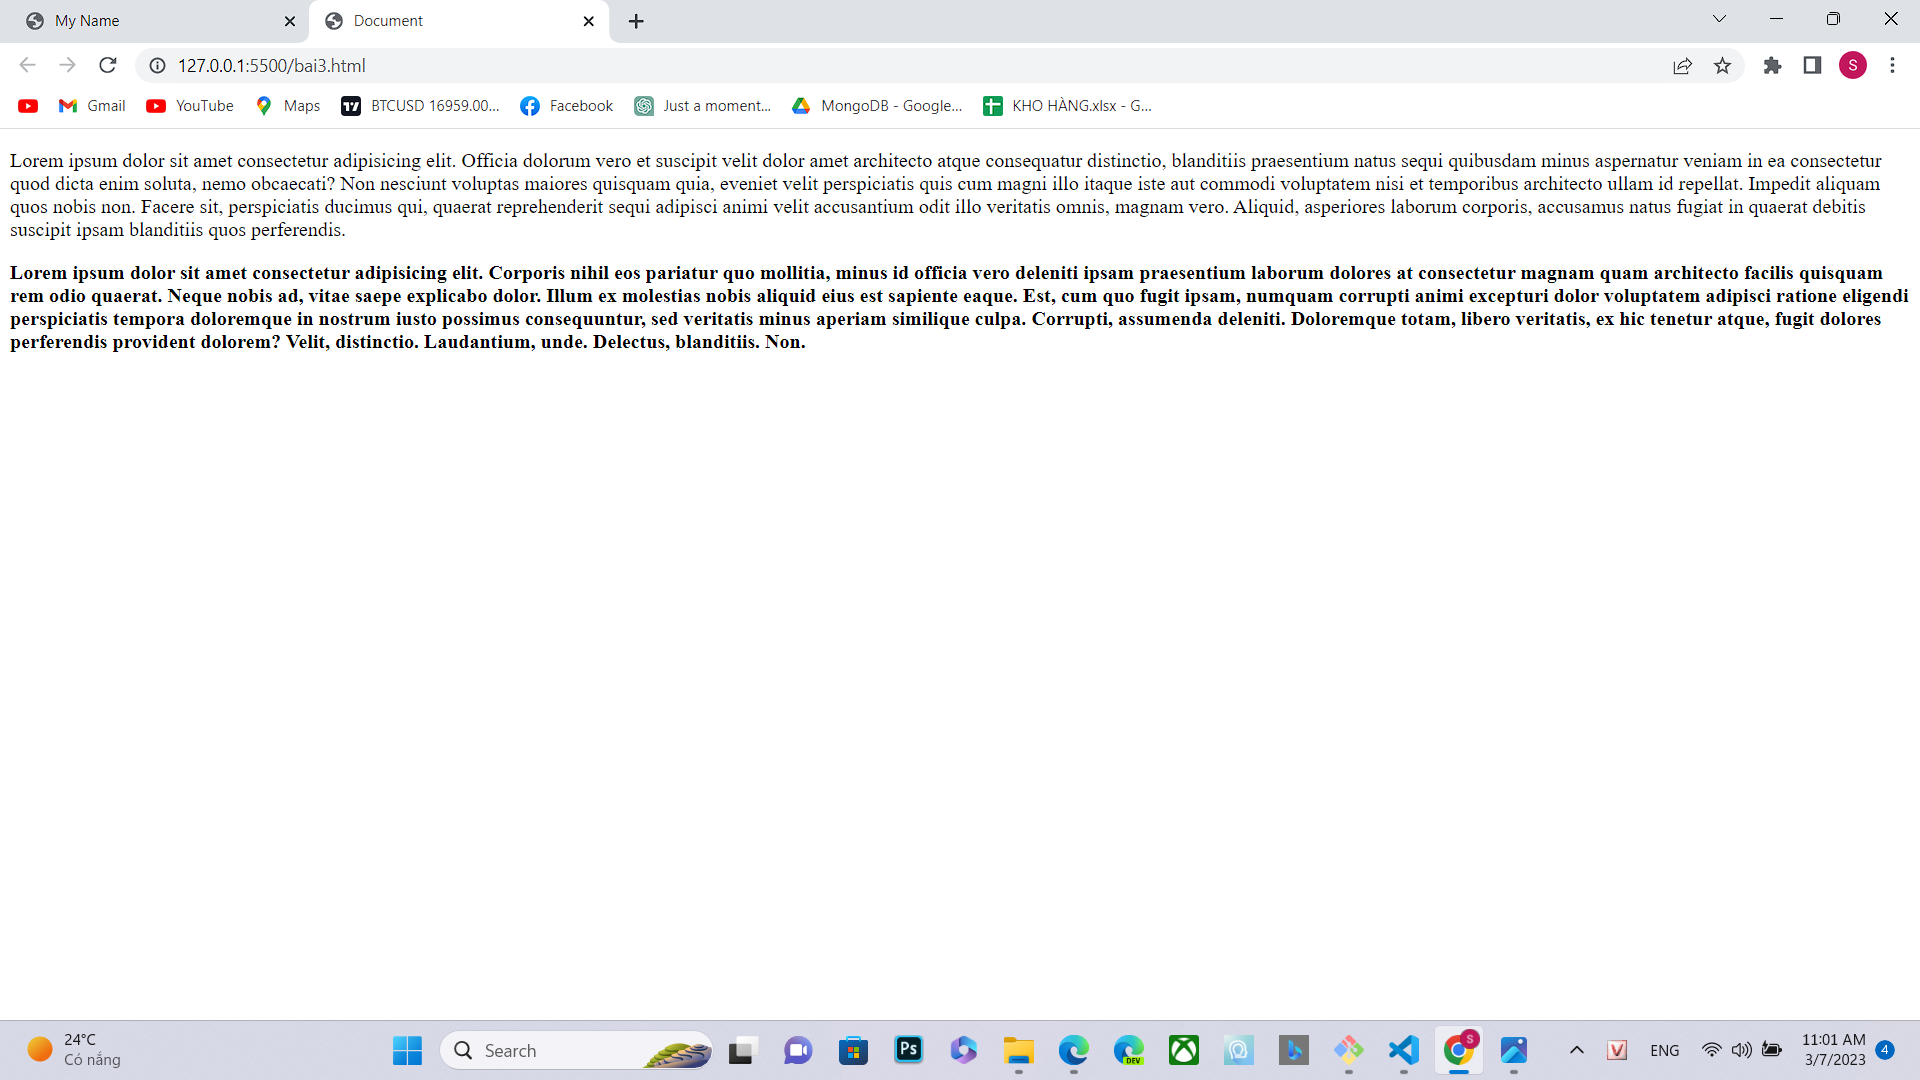 My Name
Document
127.0.0.1:5500/bai3.html
S
Gmail
YouTube
Maps
BTCUSD 16959.00...
Facebook
Just a moment...
MongoDB - Google...
KHO HÀNG.xlsx - G...
Lorem ipsum dolor sit amet consectetur adipisicing elit. Officia dolorum vero et suscipit velit dolor amet architecto atque consequatur distinctio, blanditiis praesentium natus sequi quibusdam minus aspernatur veniam in ea consectetur
quod dicta enim soluta, nemo obcaecati? Non nesciunt voluptas maiores quisquam quia, eveniet velit perspiciatis quis cum magni illo itaque iste aut commodi voluptatem nisi et temporibus architecto ullam id repellat. Impedit aliquam
quos nobis non. Facere sit, perspiciatis ducimus qui, quaerat reprehenderit sequi adipisci animi velit accusantium odit illo veritatis omnis, magnam vero. Aliquid, asperiores laborum corporis, accusamus natus fugiat in quaerat debitis
suscipit ipsam blanditiis quos perferendis.
Lorem ipsum dolor sit amet consectetur adipisicing elit. Corporis nihil eos pariatur quo mollitia, minus id officia vero deleniti ipsam praesentium laborum dolores at consectetur magnam quam architecto facilis quisquam
rem odio quaerat. Neque nobis ad, vitae saepe explicabo dolor. Illum ex molestias nobis aliquid eius est sapiente eaque. Est, cum quo fugit ipsam, numquam corrupti animi excepturi dolor voluptatem adipisci ratione eligendi
perspiciatis tempora doloremque in nostrum iusto possimus consequuntur, sed veritatis minus aperiam similique culpa. Corrupti, assumenda deleniti. Doloremque totam, libero veritatis, ex hic tenetur atque, fugit dolores
perferendis provident dolorem? Velit, distinctio. Laudantium, unde. Delectus, blanditiis. Non.
24°C
Có nắng
Search
Ps
DEV
S
V
ENG
11:01 AM
3/7/2023
4